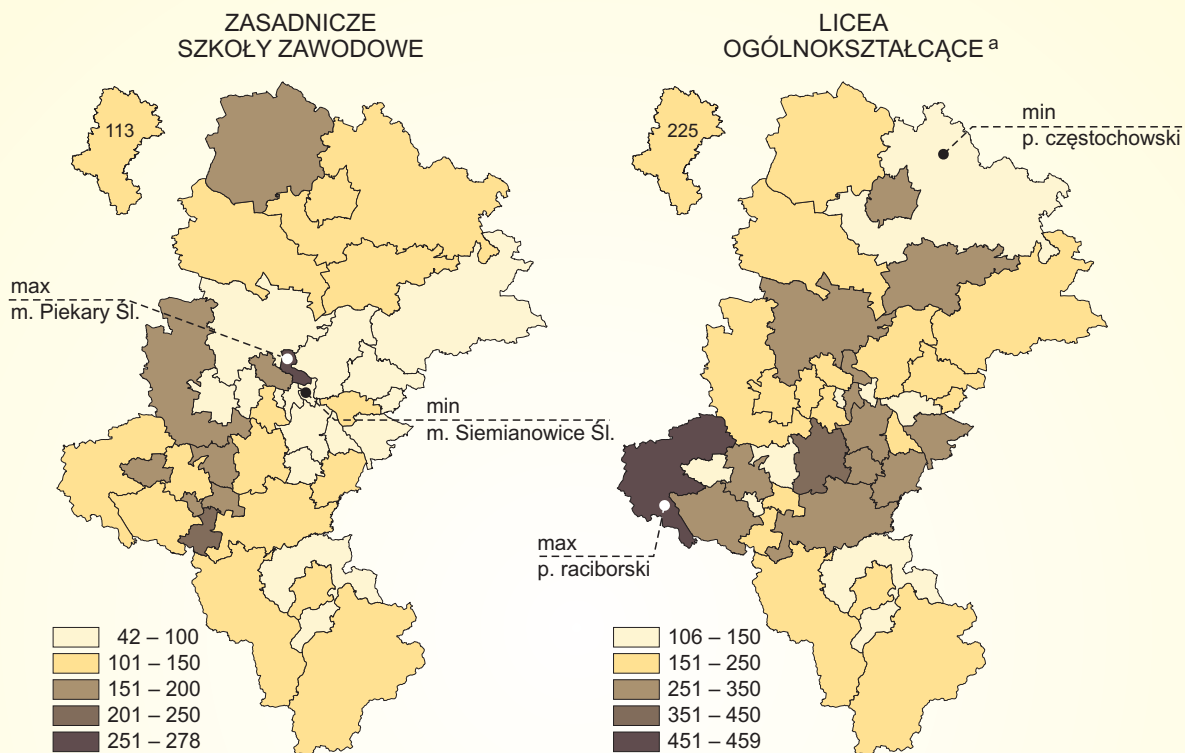 ZASADNICZE
SZKOŁY ZAWODOWE
113
max
m. Piekary Śl.
min
m. Siemianowice Śl.
42 – 100
101 – 150
151 – 200
201 – 250
251 – 278
LICEA
OGÓLNOKSZTAŁCĄCE a
225
min
p. częstochowski
max
p. raciborski
106 – 150
151 – 250
251 – 350
351 – 450
451 – 459